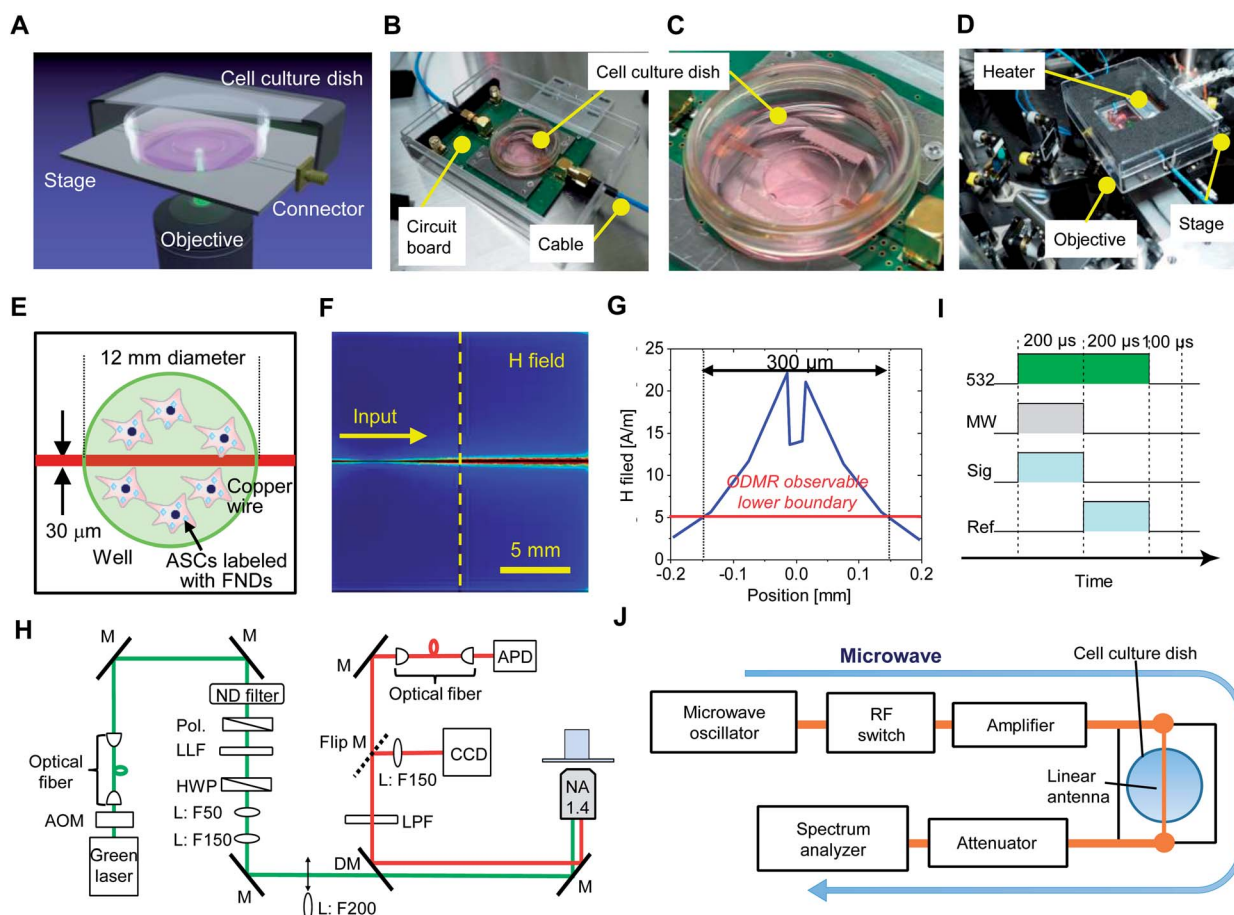 A
Cell culture dish
Stage
Connector
Objective
B
Cell culture dish
Circuit
board
Cable
C
D
Heater
Objective
Stage
E
12 mm diameter
Copper
wire
30 μm
Well
ASCs labeled
with FNDs
F
H field
Input
5 mm
G
300 μm
H filed [A/m]
25
20
15
10
5
0
ODMR observable
lower boundary
-0.2
-0.1
0.0
0.1
0.2
Position [mm]
I
200 μs
200 μs
100 μs
532
MW
Sig
Ref
Time
H
M
M
ND filter
Pol.
LLF
HWP
L: F50
L: F150
Optical
fiber
AOM
Green
laser
M
L: F200
DM
M
APD
Optical fiber
Flip M
CCD
L: F150
LPF
NA
1.4
M
J
Microwave
Cell culture dish
Microwave
oscillator
RF
switch
Amplifier
Linear
antenna
Spectrum
analyzer
Attenuator